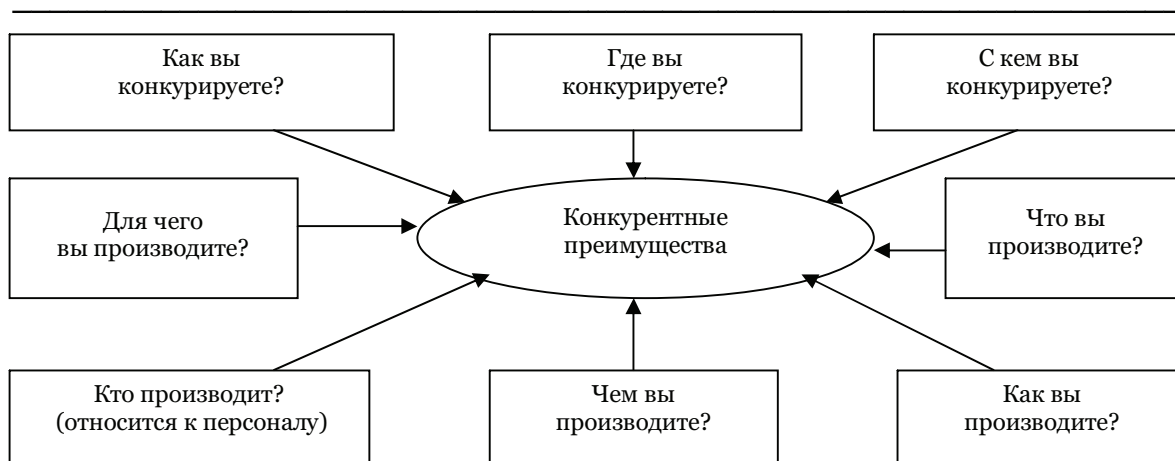 Как вы
конкурируете?
Где вы
конкурируете?
С кем вы
конкурируете?
Для чего
вы производите?
Конкурентные
преимущества
Что вы
производите?
Кто производит?
(относится к персоналу)
Чем вы
производите?
Как вы
производите?